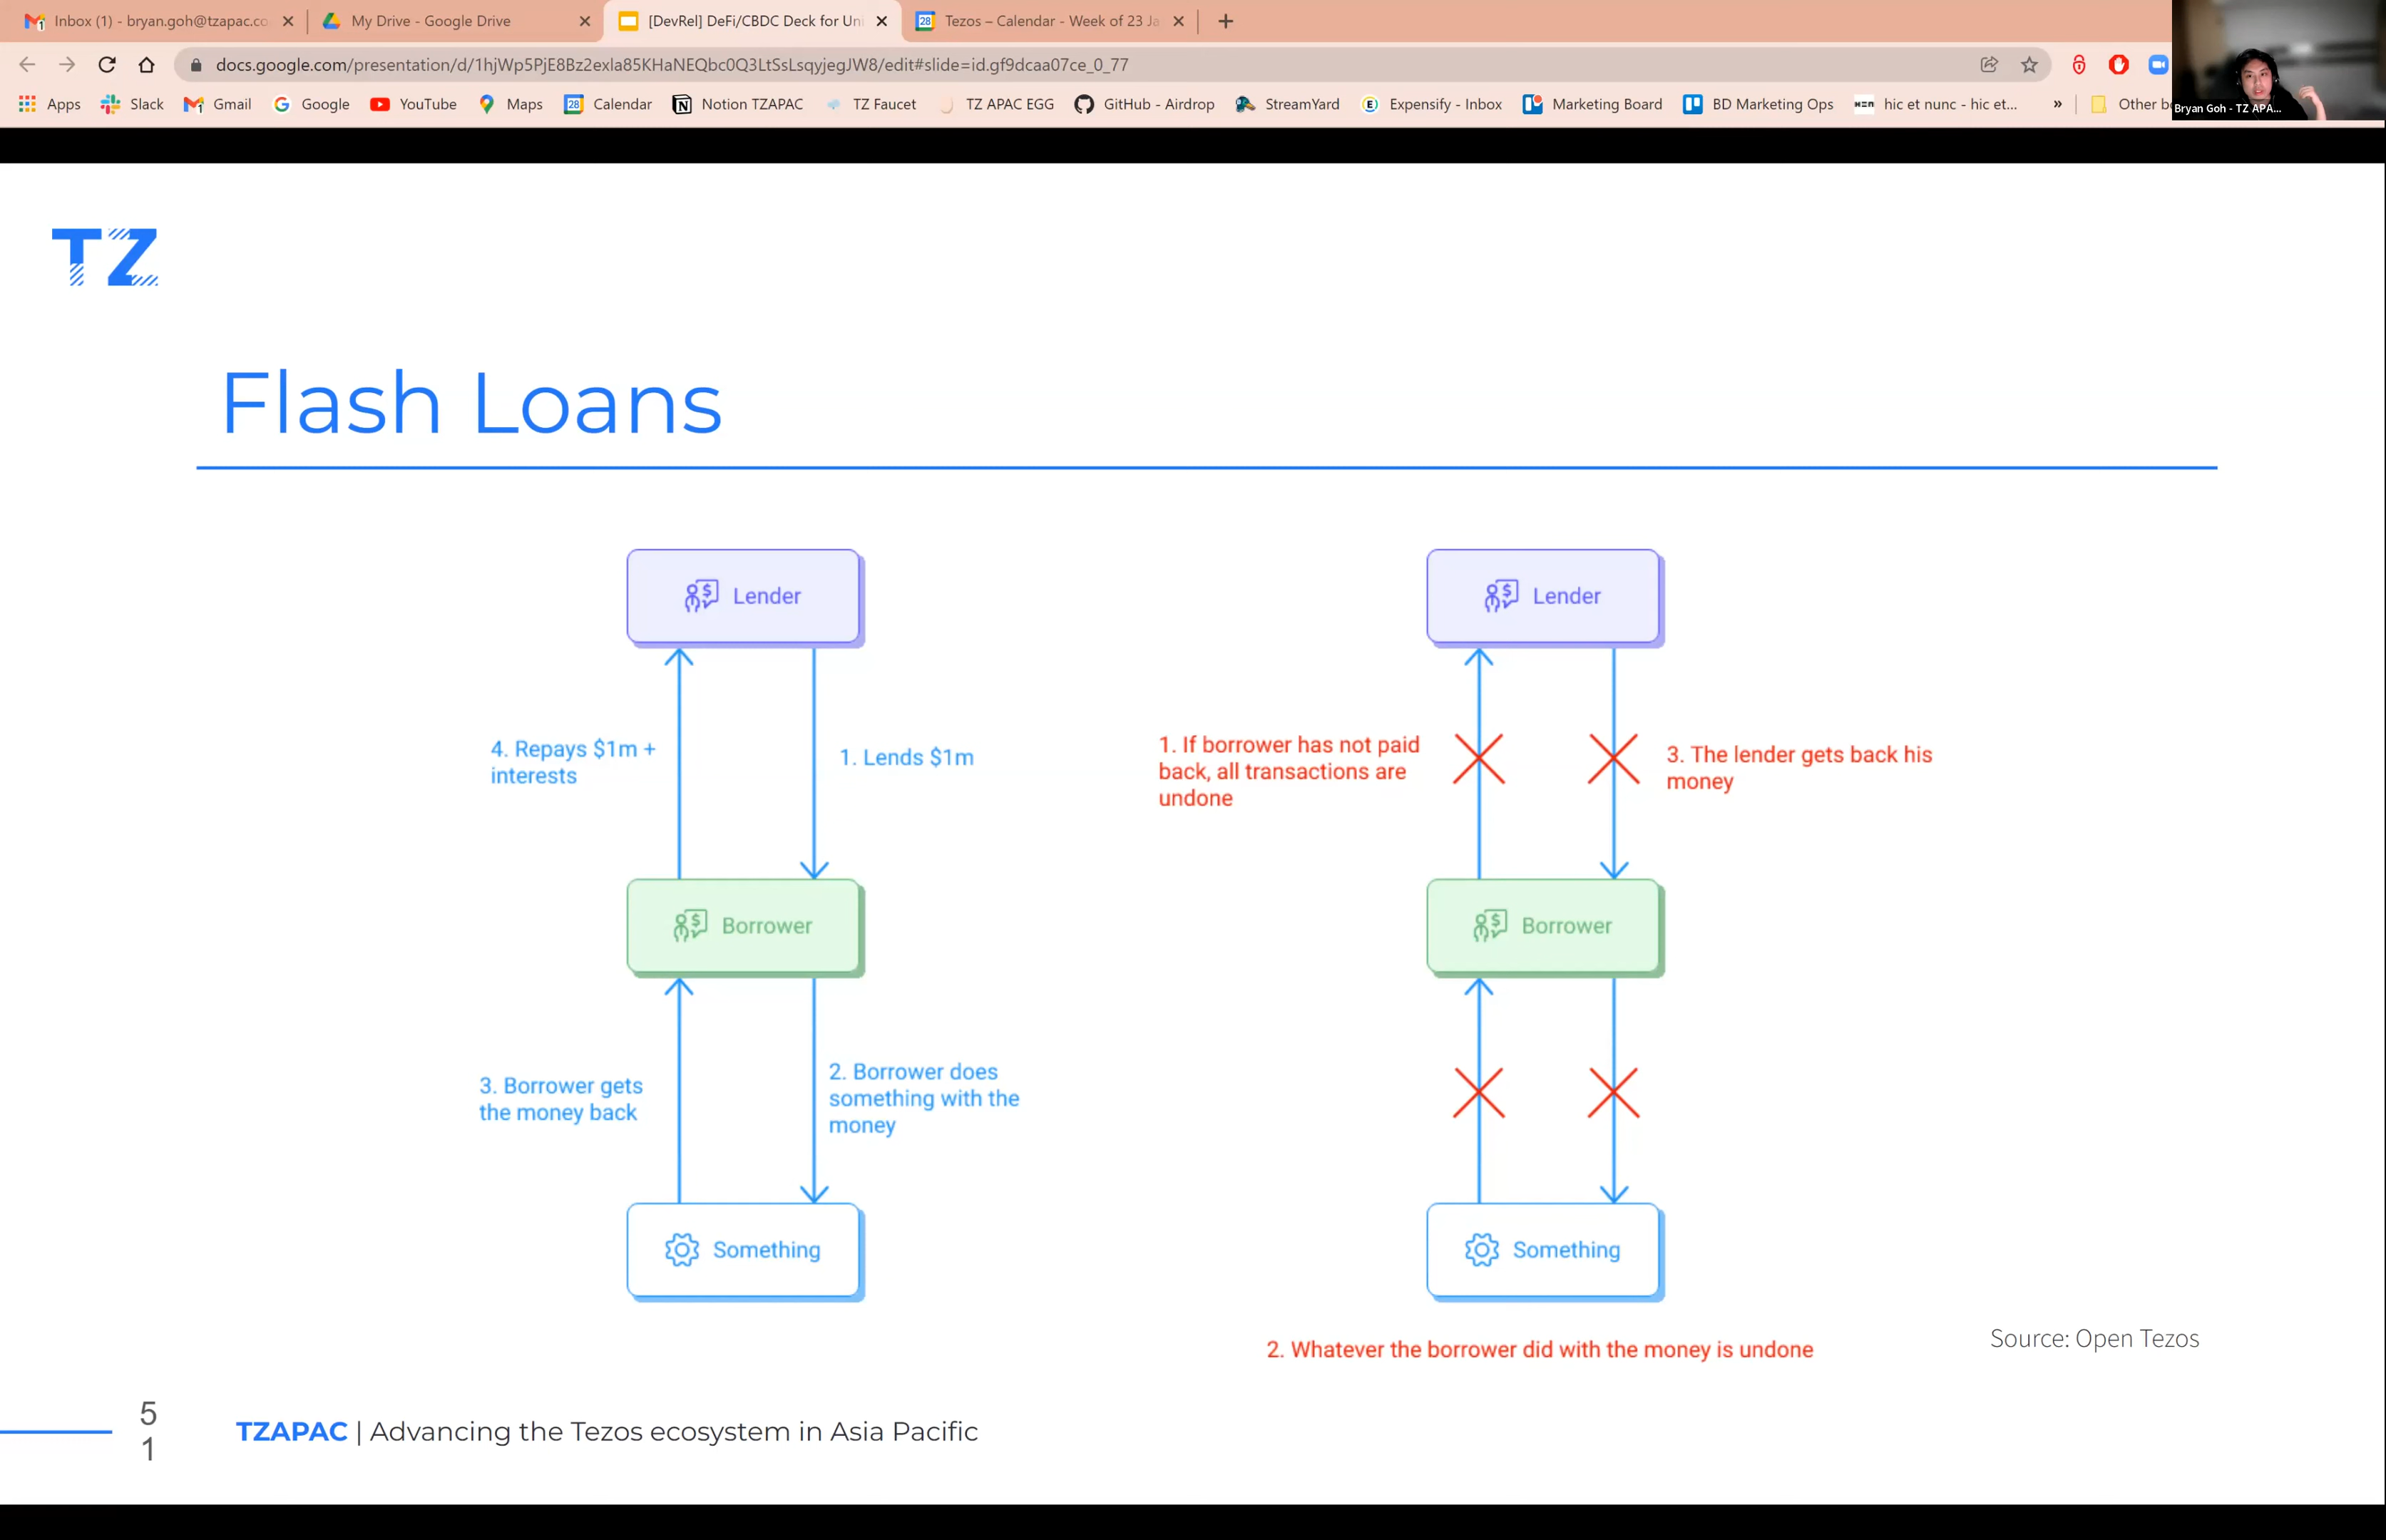 Inbox (1) - bryan.goh@tzapac.co
My Drive - Google Drive
[DevRel] DeFi/CBDC Deck for Uni
28
Tezos – Calendar - Week of 23 Ja
docs.google.com/presentation/d/1hjWp5PjE8Bz2exla85KHaNEQbc0Q3LtSsLsqyjegJW8/edit#slide=id.gf9dcaa07ce_0_77
Apps
Slack
Gmail
Google
YouTube
Maps
28
Calendar
Notion TZAPAC
TZ Faucet
TZ APAC EGG
GitHub - Airdrop
StreamYard
Expensify - Inbox
Marketing Board
BD Marketing Ops
hic et nunc - hic et...
»
Other b
Bryan Goh - TZ APA...
TZ
Flash Loans
Lender
4. Repays $1m +
interests
1. Lends $1m
Borrower
3. Borrower gets
the money back
2. Borrower does
something with the
money
Something
Lender
1. If borrower has not paid
back, all transactions are
undone
3. The lender gets back his
money
Borrower
Something
2. Whatever the borrower did with the money is undone
Source: Open Tezos
5
1
TZAPAC | Advancing the Tezos ecosystem in Asia Pacific